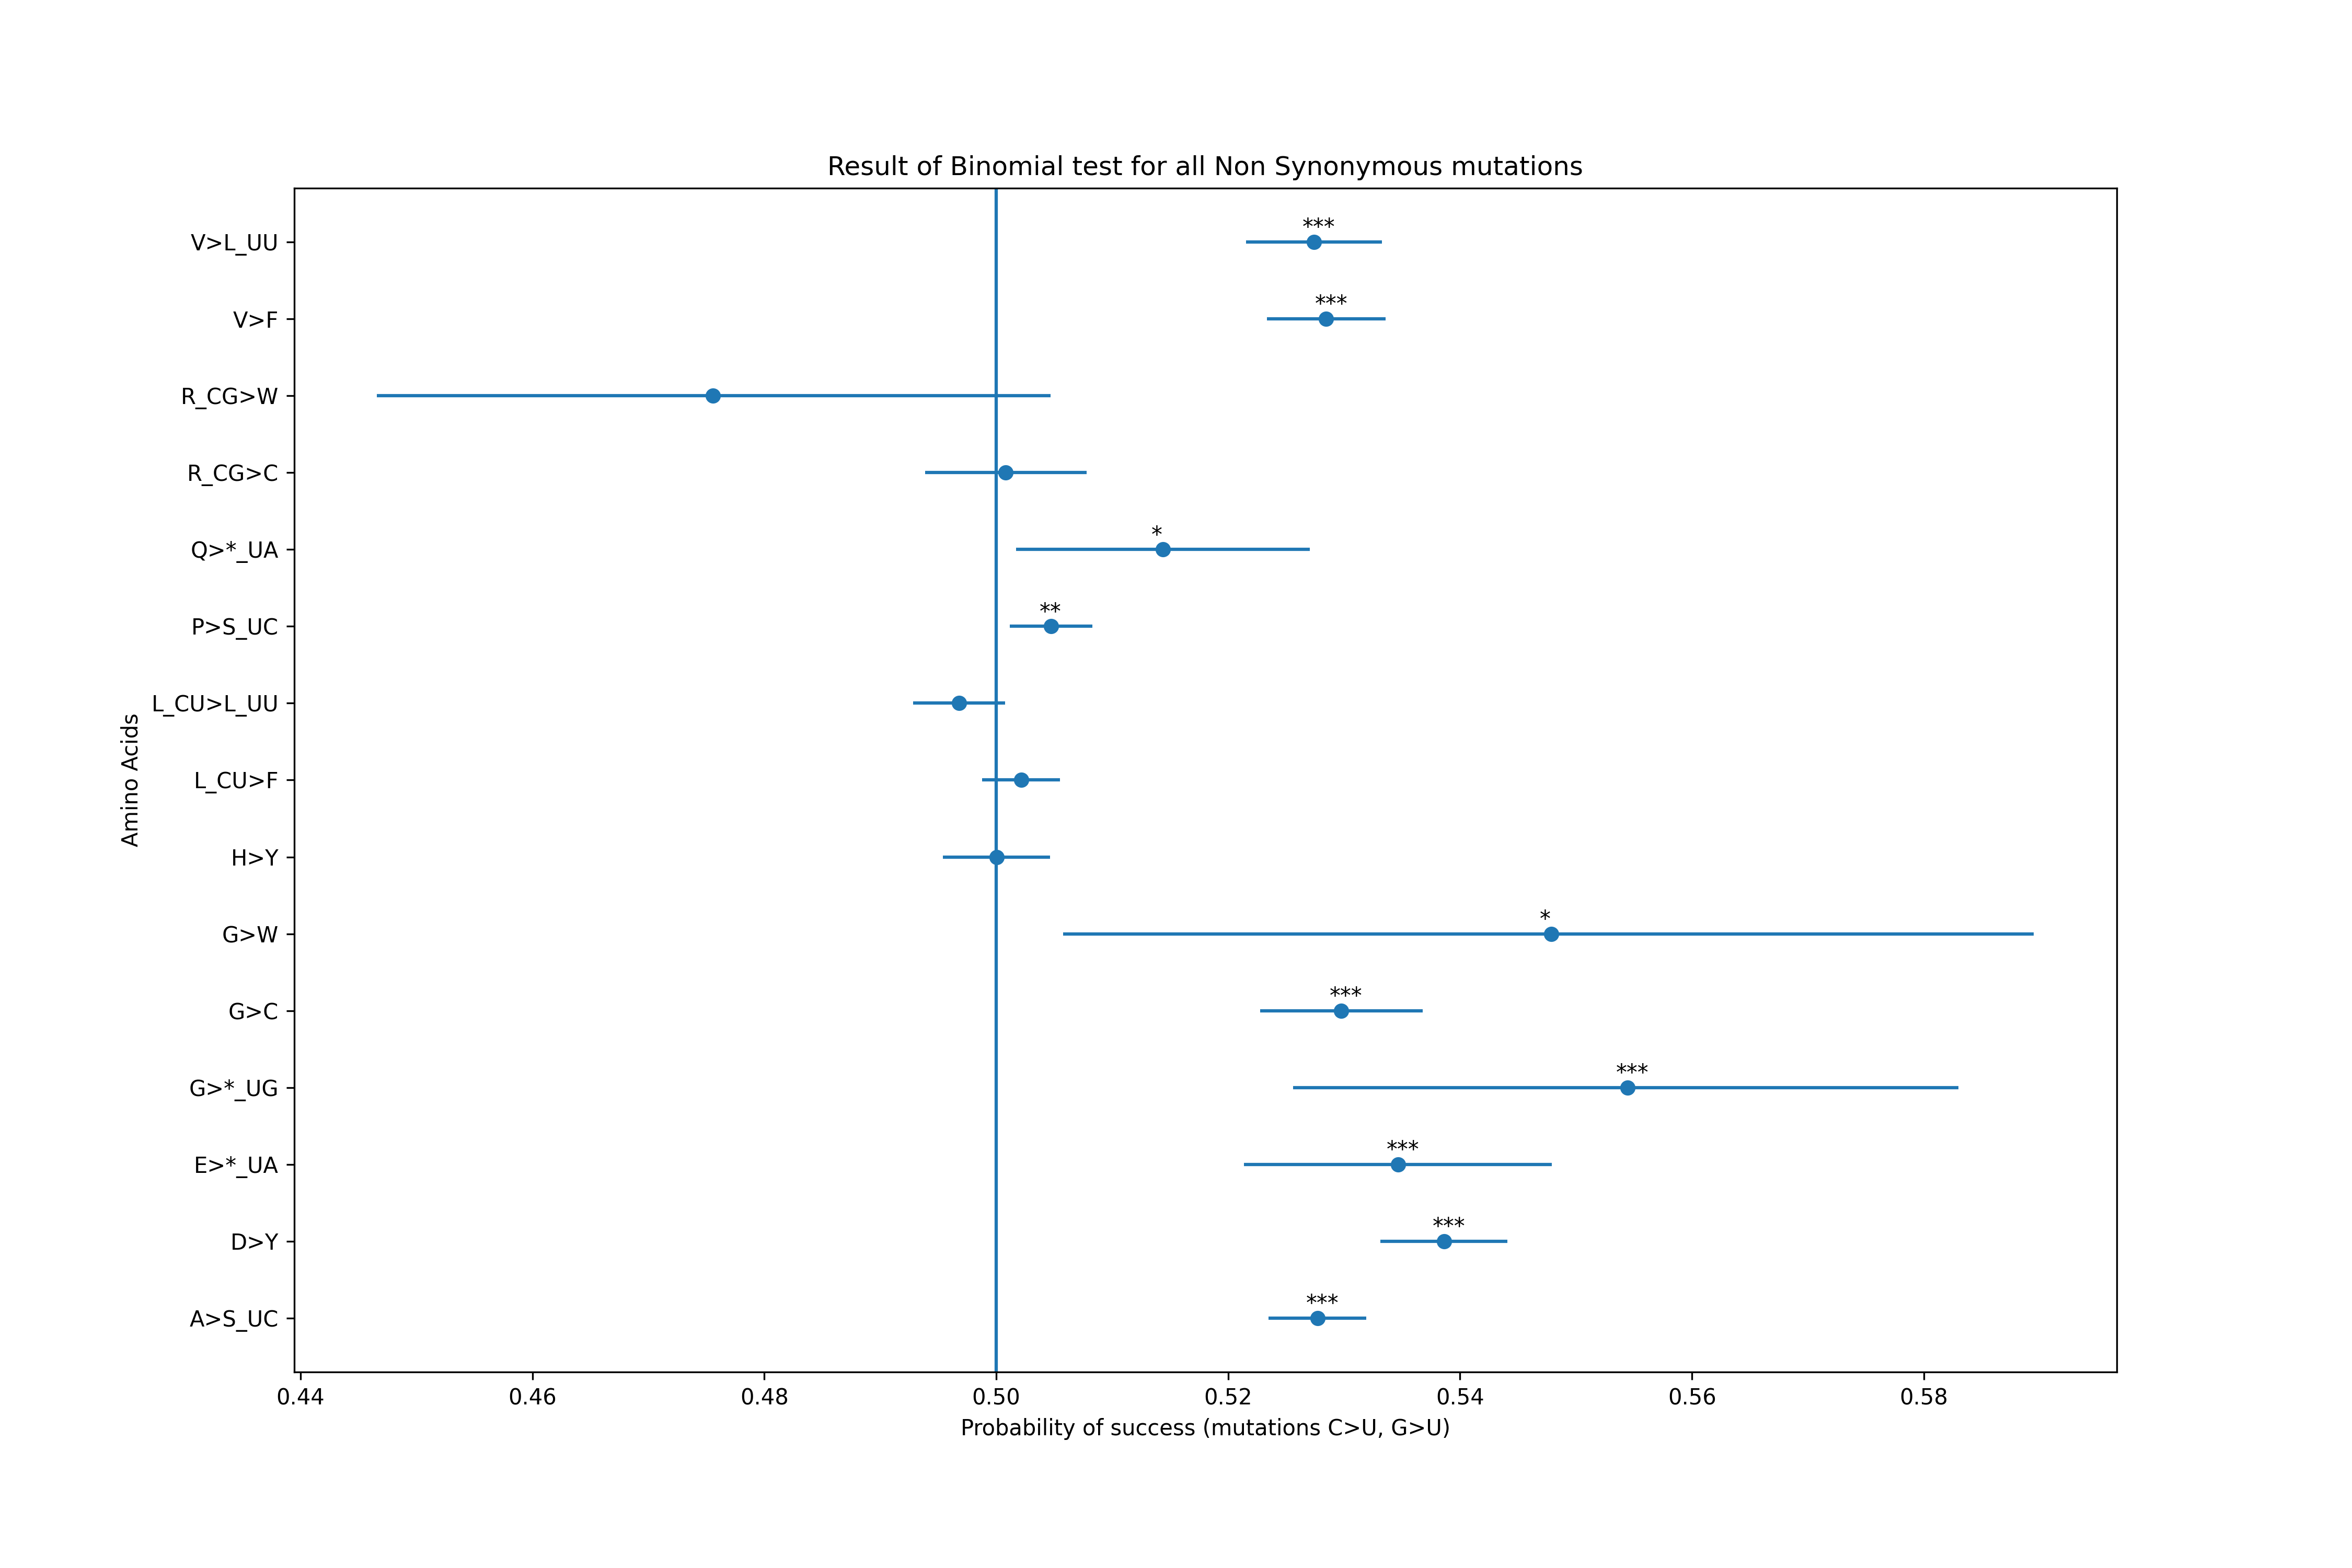 Result of Binomial test for all Non Synonymous mutations
V>L_UU
***
V>F
***
R_CG>W
R_CG>C
Q>*_UA
*
P>S_UC
**
L_CU>L_UU
L_CU>F
H>Y
G>W
*
G>C
***
G>*_UG
***
E>*_UA
***
D>Y
***
A>S_UC
***
Amino Acids
0.44 0.46 0.48 0.50 0.52 0.54 0.56 0.58
Probability of success (mutations C>U, G>U)